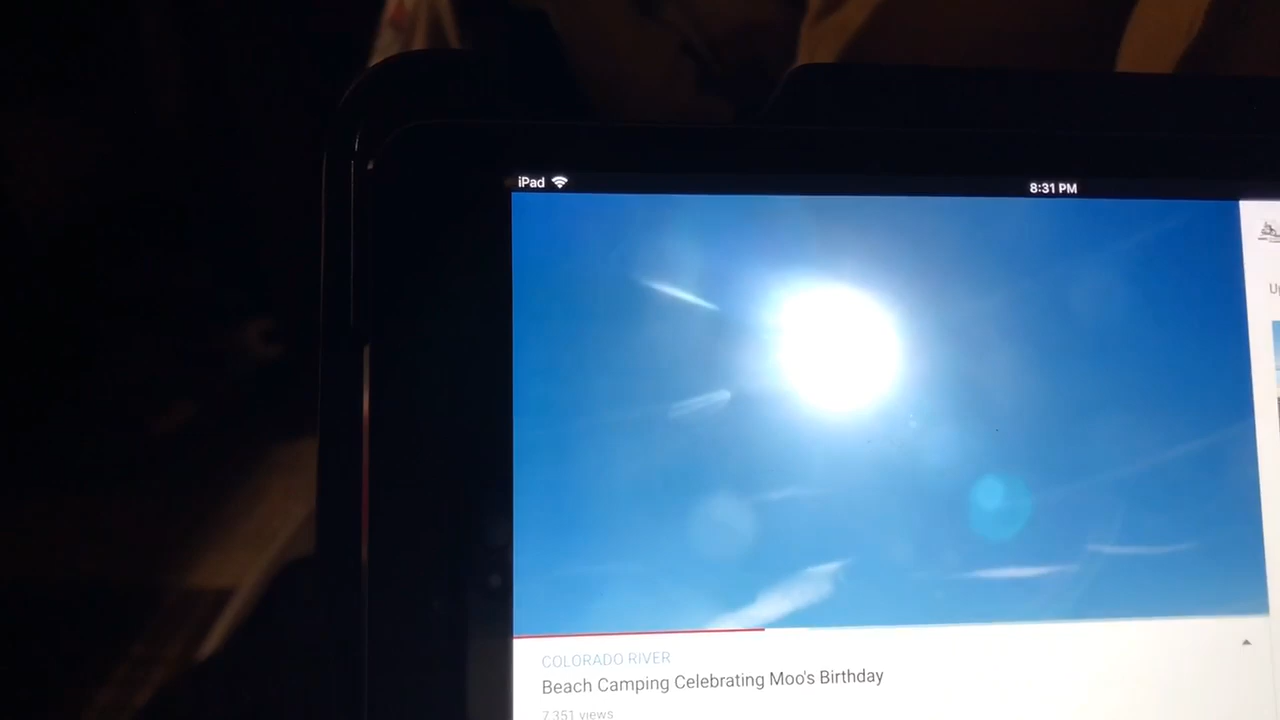 iPad
8:31 PM
COLORADO RIVER
Beach Camping Celebrating Moo's Birthday
7,351 views